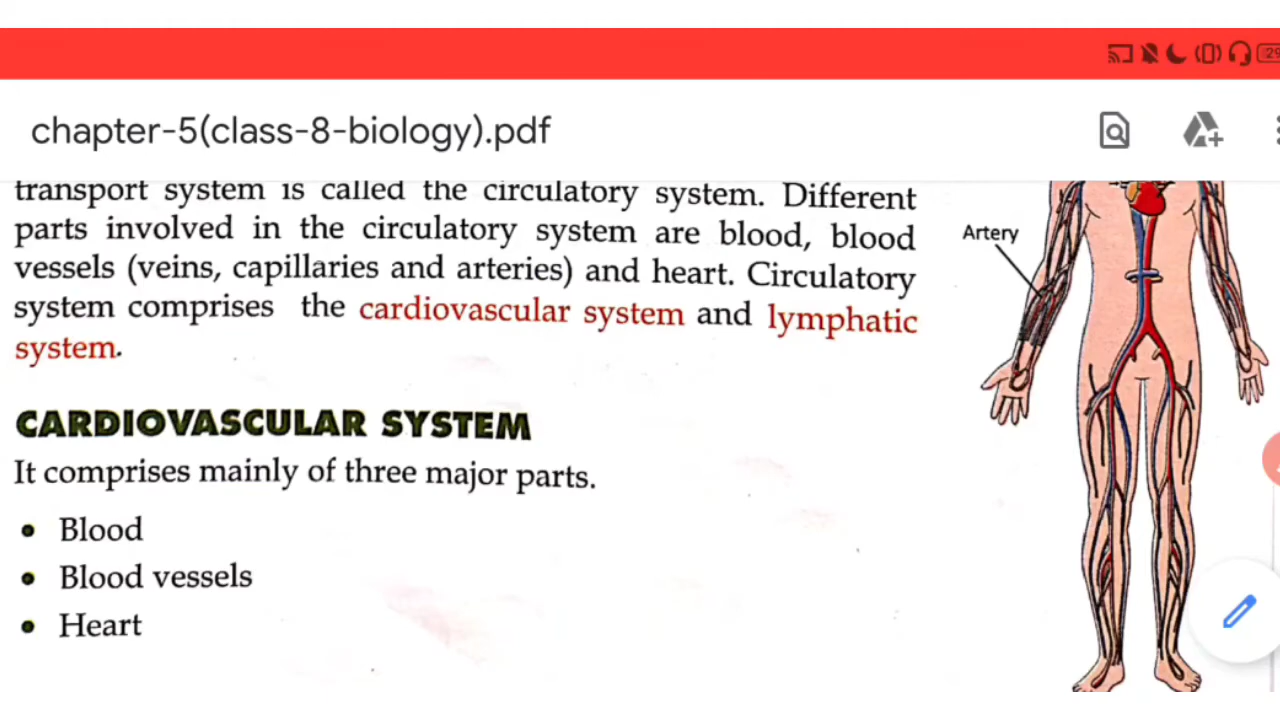 29
chapter-5(class-8-biology).pdf
transport system is called the circulatory system. Different
parts involved in the circulatory system are blood, blood
vessels (veins, capillaries and arteries) and heart. Circulatory
system comprises the cardiovascular system and lymphatic
system.
Artery
CARDIOVASCULAR SYSTEM
It comprises mainly of three major parts.
• Blood
• Blood vessels
• Heart